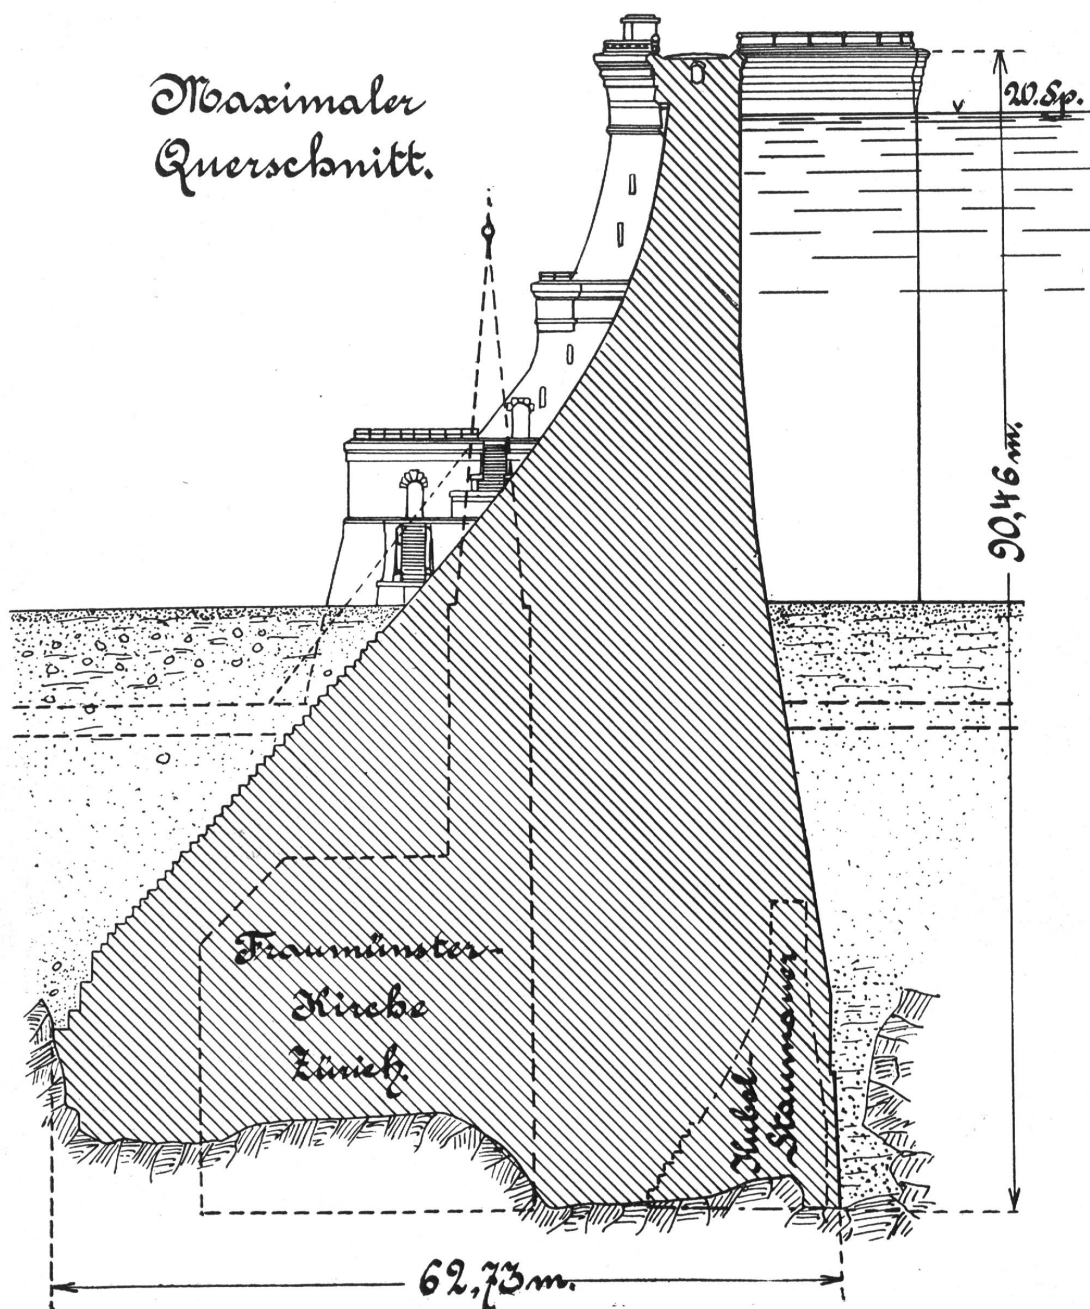 Maximaler
Querschnitt.
W.Sp.
90,46 m.
Fraumünster-
Kirche
Zürich.
Kubel
Staumauer
62,73 m.